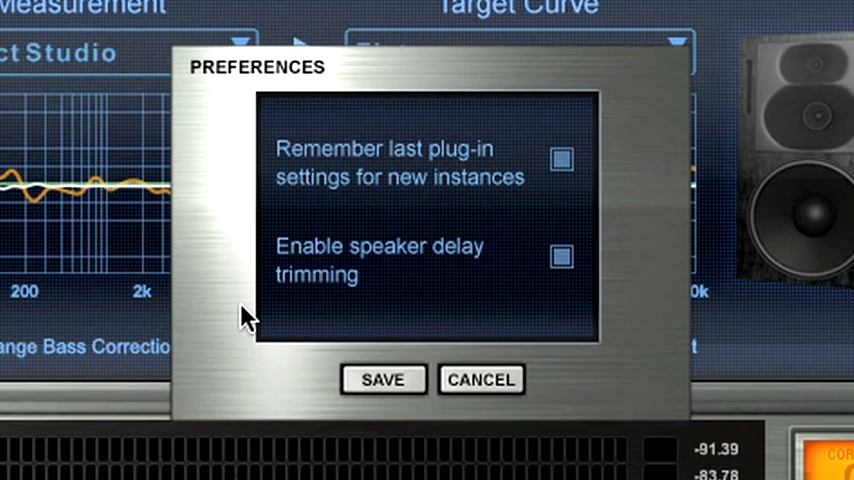 Measurement
Target Curve
ct Studio
PREFERENCES
Remember last plug-in
settings for new instances
Enable speaker delay
trimming
200
2k
0k
ange Bass Correctio
t
SAVE
CANCEL
-91.39
-83.78
COR